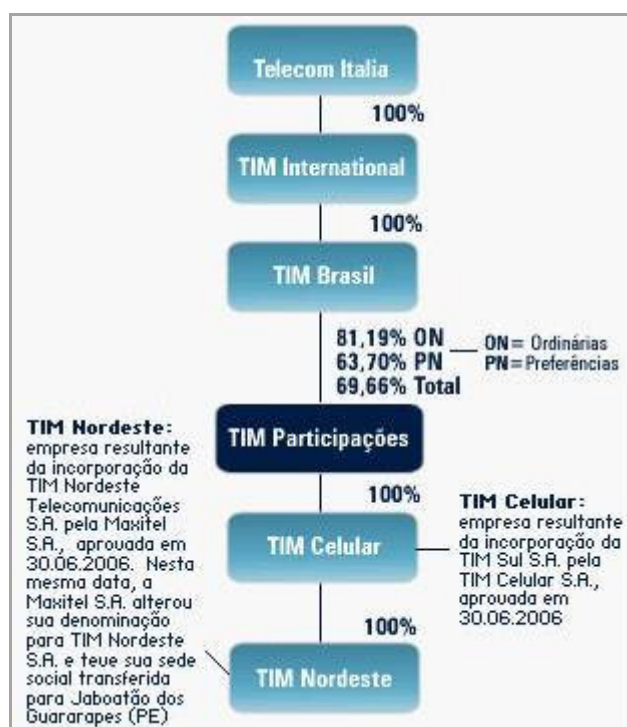 Telecom Italia
100%
TIM International
100%
TIM Brasil
81,19% ON
63,70% PN
69,66% Total
ON= Ordinárias
PN=Preferências
TIM Participações
100%
TIM Nordeste:
empresa resultante
da incorporação da
TIM Nordeste
Telecomunicações
S.A. pela Maxitel
S.A., aprovada em
30.06.2006. Nesta
mesma data, a
Maxitel S.A. alterou
sua denominação
para TIM Nordeste
S.A. e teve sua sede
social transferida
para Jaboatão dos
Guararapes (PE)
TIM Celular
TIM Celular:
empresa resultante
da incorporação da
TIM Sul S.A. pela
TIM Celular S.A.,
aprovada em
30.06.2006
100%
TIM Nordeste